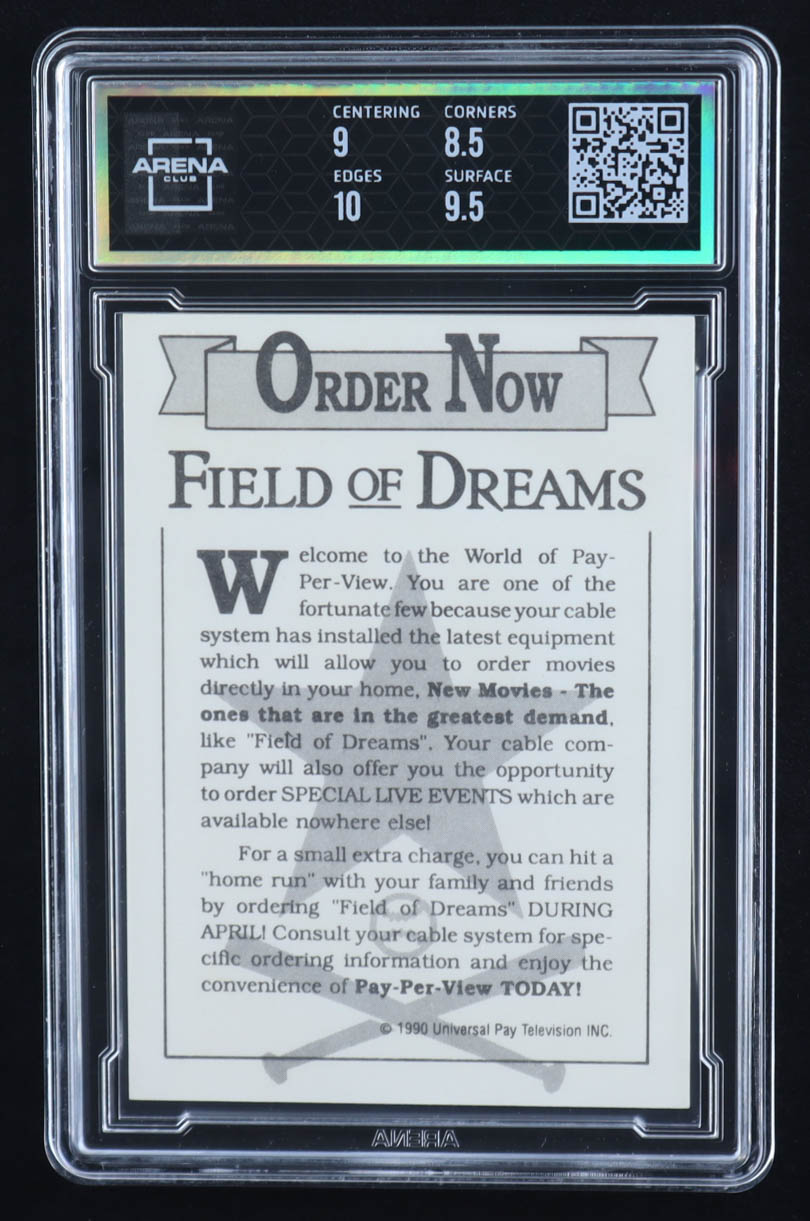 ARENA
CLUB
CENTERING CORNERS
9 8.5
EDGES SURFACE
10 9.5
ORDER NOW
FIELD OF DREAMS
Welcome to the World of Pay-
Per-View. You are one of the
fortunate few because your cable
system has installed the latest equipment
which will allow you to order movies
directly in your home, New Movies - The
ones that are in the greatest demand,
like "Field of Dreams". Your cable com-
pany will also offer you the opportunity
to order SPECIAL LIVE EVENTS which are
available nowhere else!
For a small extra charge, you can hit a
"home run" with your family and friends
by ordering "Field of Dreams" DURING
APRIL! Consult your cable system for spe-
cific ordering information and enjoy the
convenience of Pay-Per-View TODAY!
© 1990 Universal Pay Television INC.
ARENA